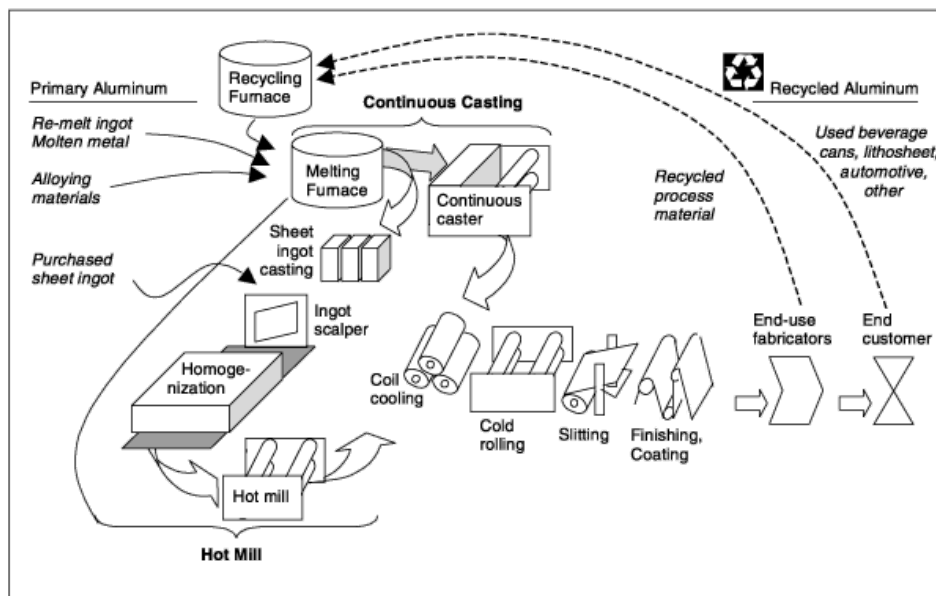 Recycling
Furnace
Primary Aluminum
Recycled Aluminum
Continuous Casting
Re-melt ingot
Molten metal
Alloying
materials
Melting
Furnace
Continuous
caster
Used beverage
cans, lithosheet,
automotive,
other
Recycled
process
material
Sheet
ingot
casting
Purchased
sheet ingot
Ingot
scalper
Homoge-
nization
End-use
fabricators
End
customer
Coil
cooling
Cold
rolling
Slitting
Finishing,
Coating
Hot mill
Hot Mill